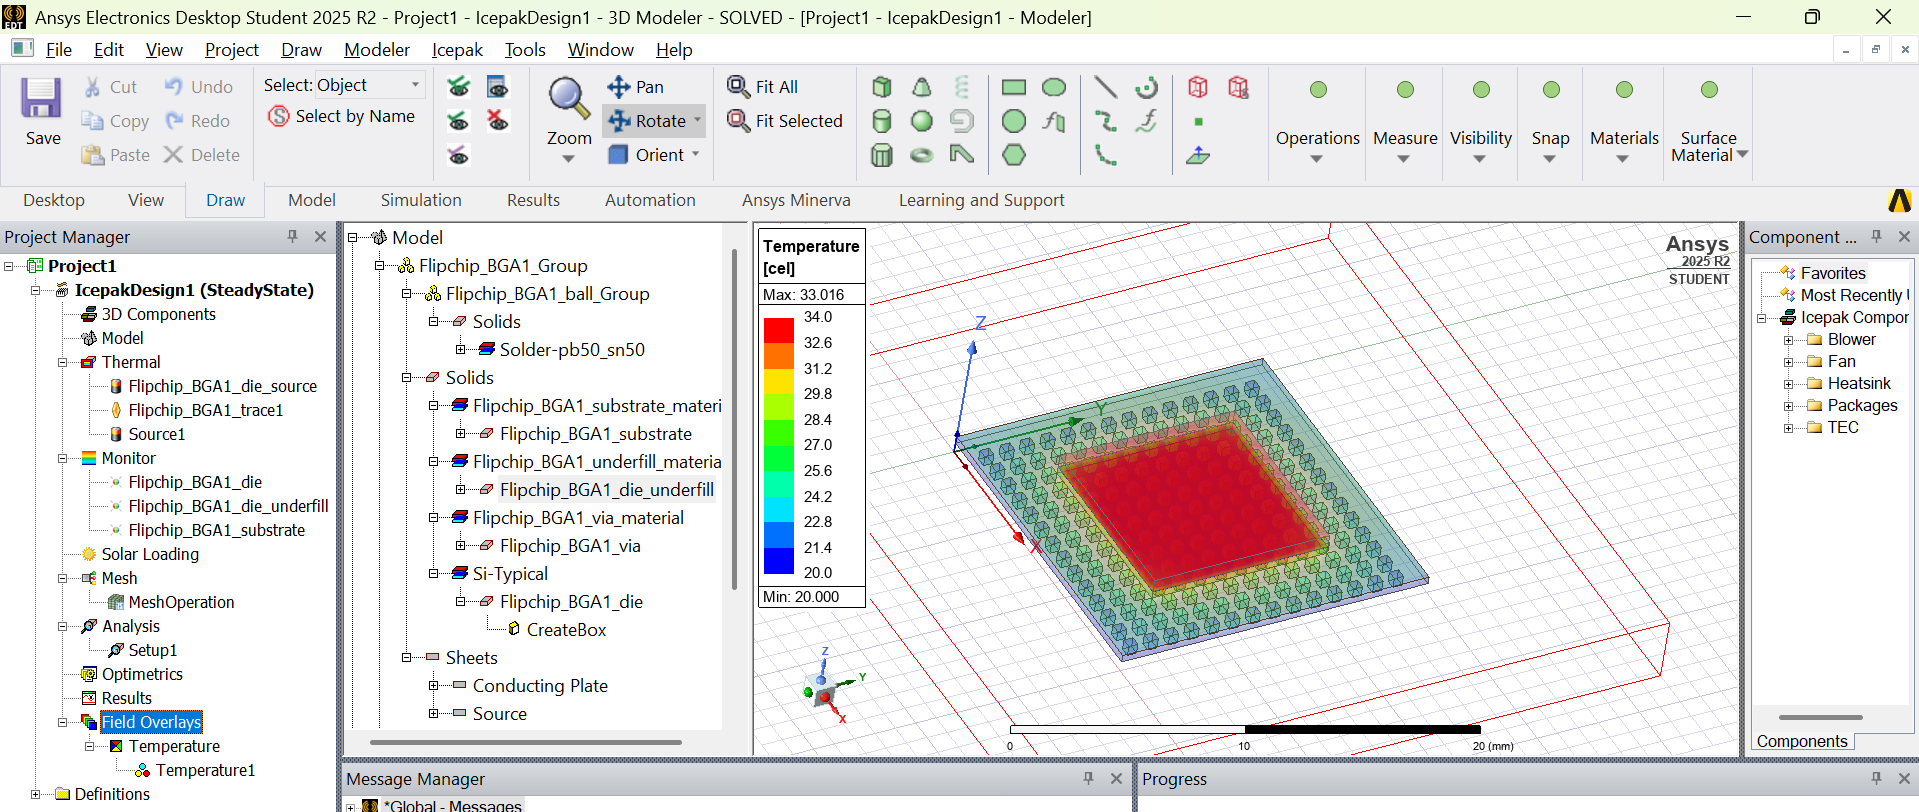 Ansys Electronics Desktop Student 2025 R2 - Project1 - IcepakDesign1 - 3D Modeler - SOLVED - [Project1 - IcepakDesign1 - Modeler]
File Edit View Project Draw Modeler Icepak Tools Window Help
Save
Cut
Copy
Paste
Undo
Redo
Delete
Select: Object
Select by Name
Zoom
Pan
Rotate
Orient
Fit All
Fit Selected
Operations
Measure
Visibility
Snap
Materials
Surface
Material
Desktop View Draw Model Simulation Results Automation Ansys Minerva Learning and Support
Project Manager
Project1
IcepakDesign1 (SteadyState)
3D Components
Model
Thermal
Flipchip_BGA1_die_source
Flipchip_BGA1_trace1
Source1
Monitor
Flipchip_BGA1_die
Flipchip_BGA1_die_underfill
Flipchip_BGA1_substrate
Solar Loading
Mesh
MeshOperation
Analysis
Setup1
Optimetrics
Results
Field Overlays
Temperature
Temperature1
Definitions
Model
Flipchip_BGA1_Group
Flipchip_BGA1_ball_Group
Solids
Solder-pb50_sn50
Solids
Flipchip_BGA1_substrate_materi
Flipchip_BGA1_substrate
Flipchip_BGA1_underfill_materia
Flipchip_BGA1_die_underfill
Flipchip_BGA1_via_material
Flipchip_BGA1_via
Si-Typical
Flipchip_BGA1_die
CreateBox
Sheets
Conducting Plate
Source
Temperature
[cel]
Max: 33.016
34.0
32.6
31.2
29.8
28.4
27.0
25.6
24.2
22.8
21.4
20.0
Min: 20.000
Z
Y
X
Z
Y
X
0 10 20 (mm)
Ansys
2025 R2
STUDENT
Component ...
Favorites
Most Recently
Icepak Compor
Blower
Fan
Heatsink
Packages
TEC
Components
Message Manager
*Global - Messages
Progress